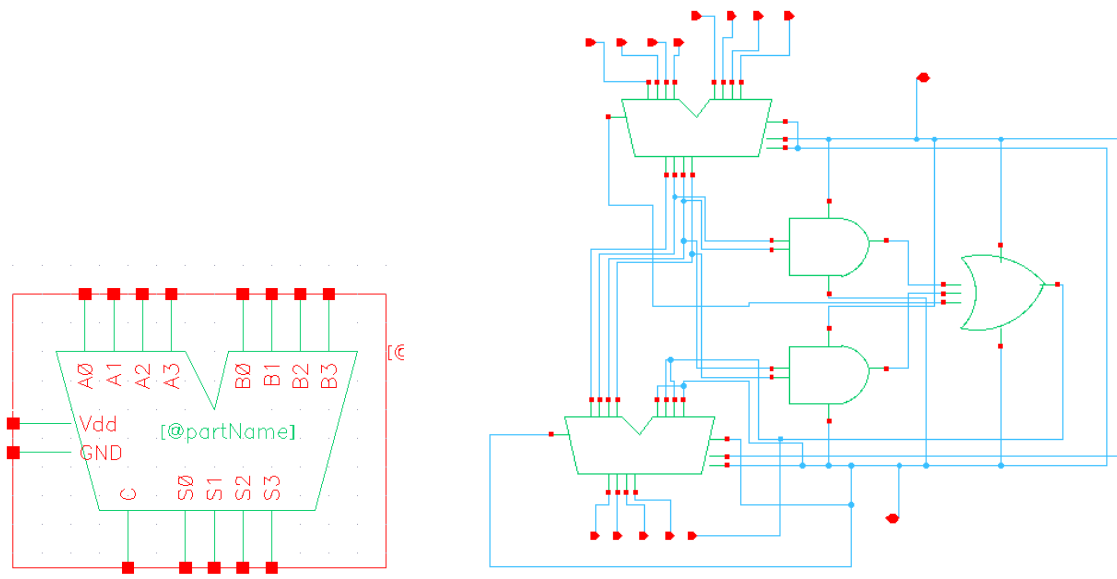 A0 A1 A2 A3 B0 B1 B2 B3
[@
Vdd
[@partName]
GND
C S0 S1 S2 S3